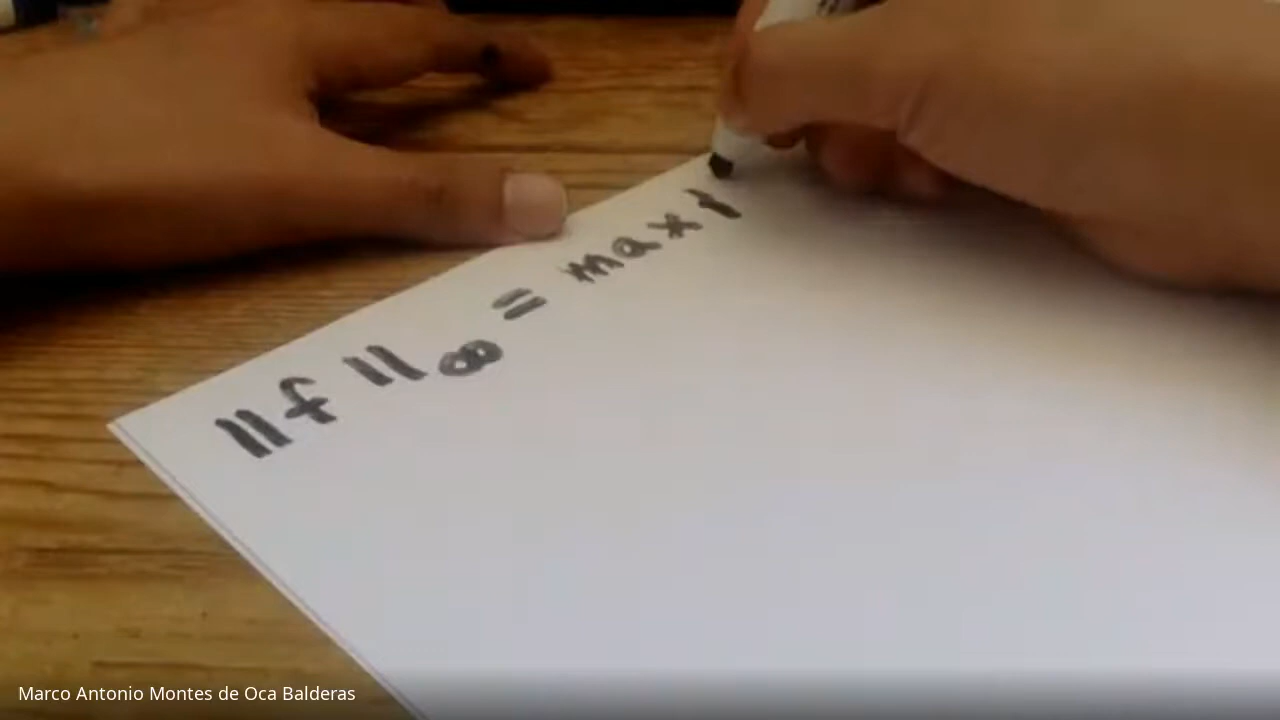 ||f||∞ = max {
Marco Antonio Montes de Oca Balderas